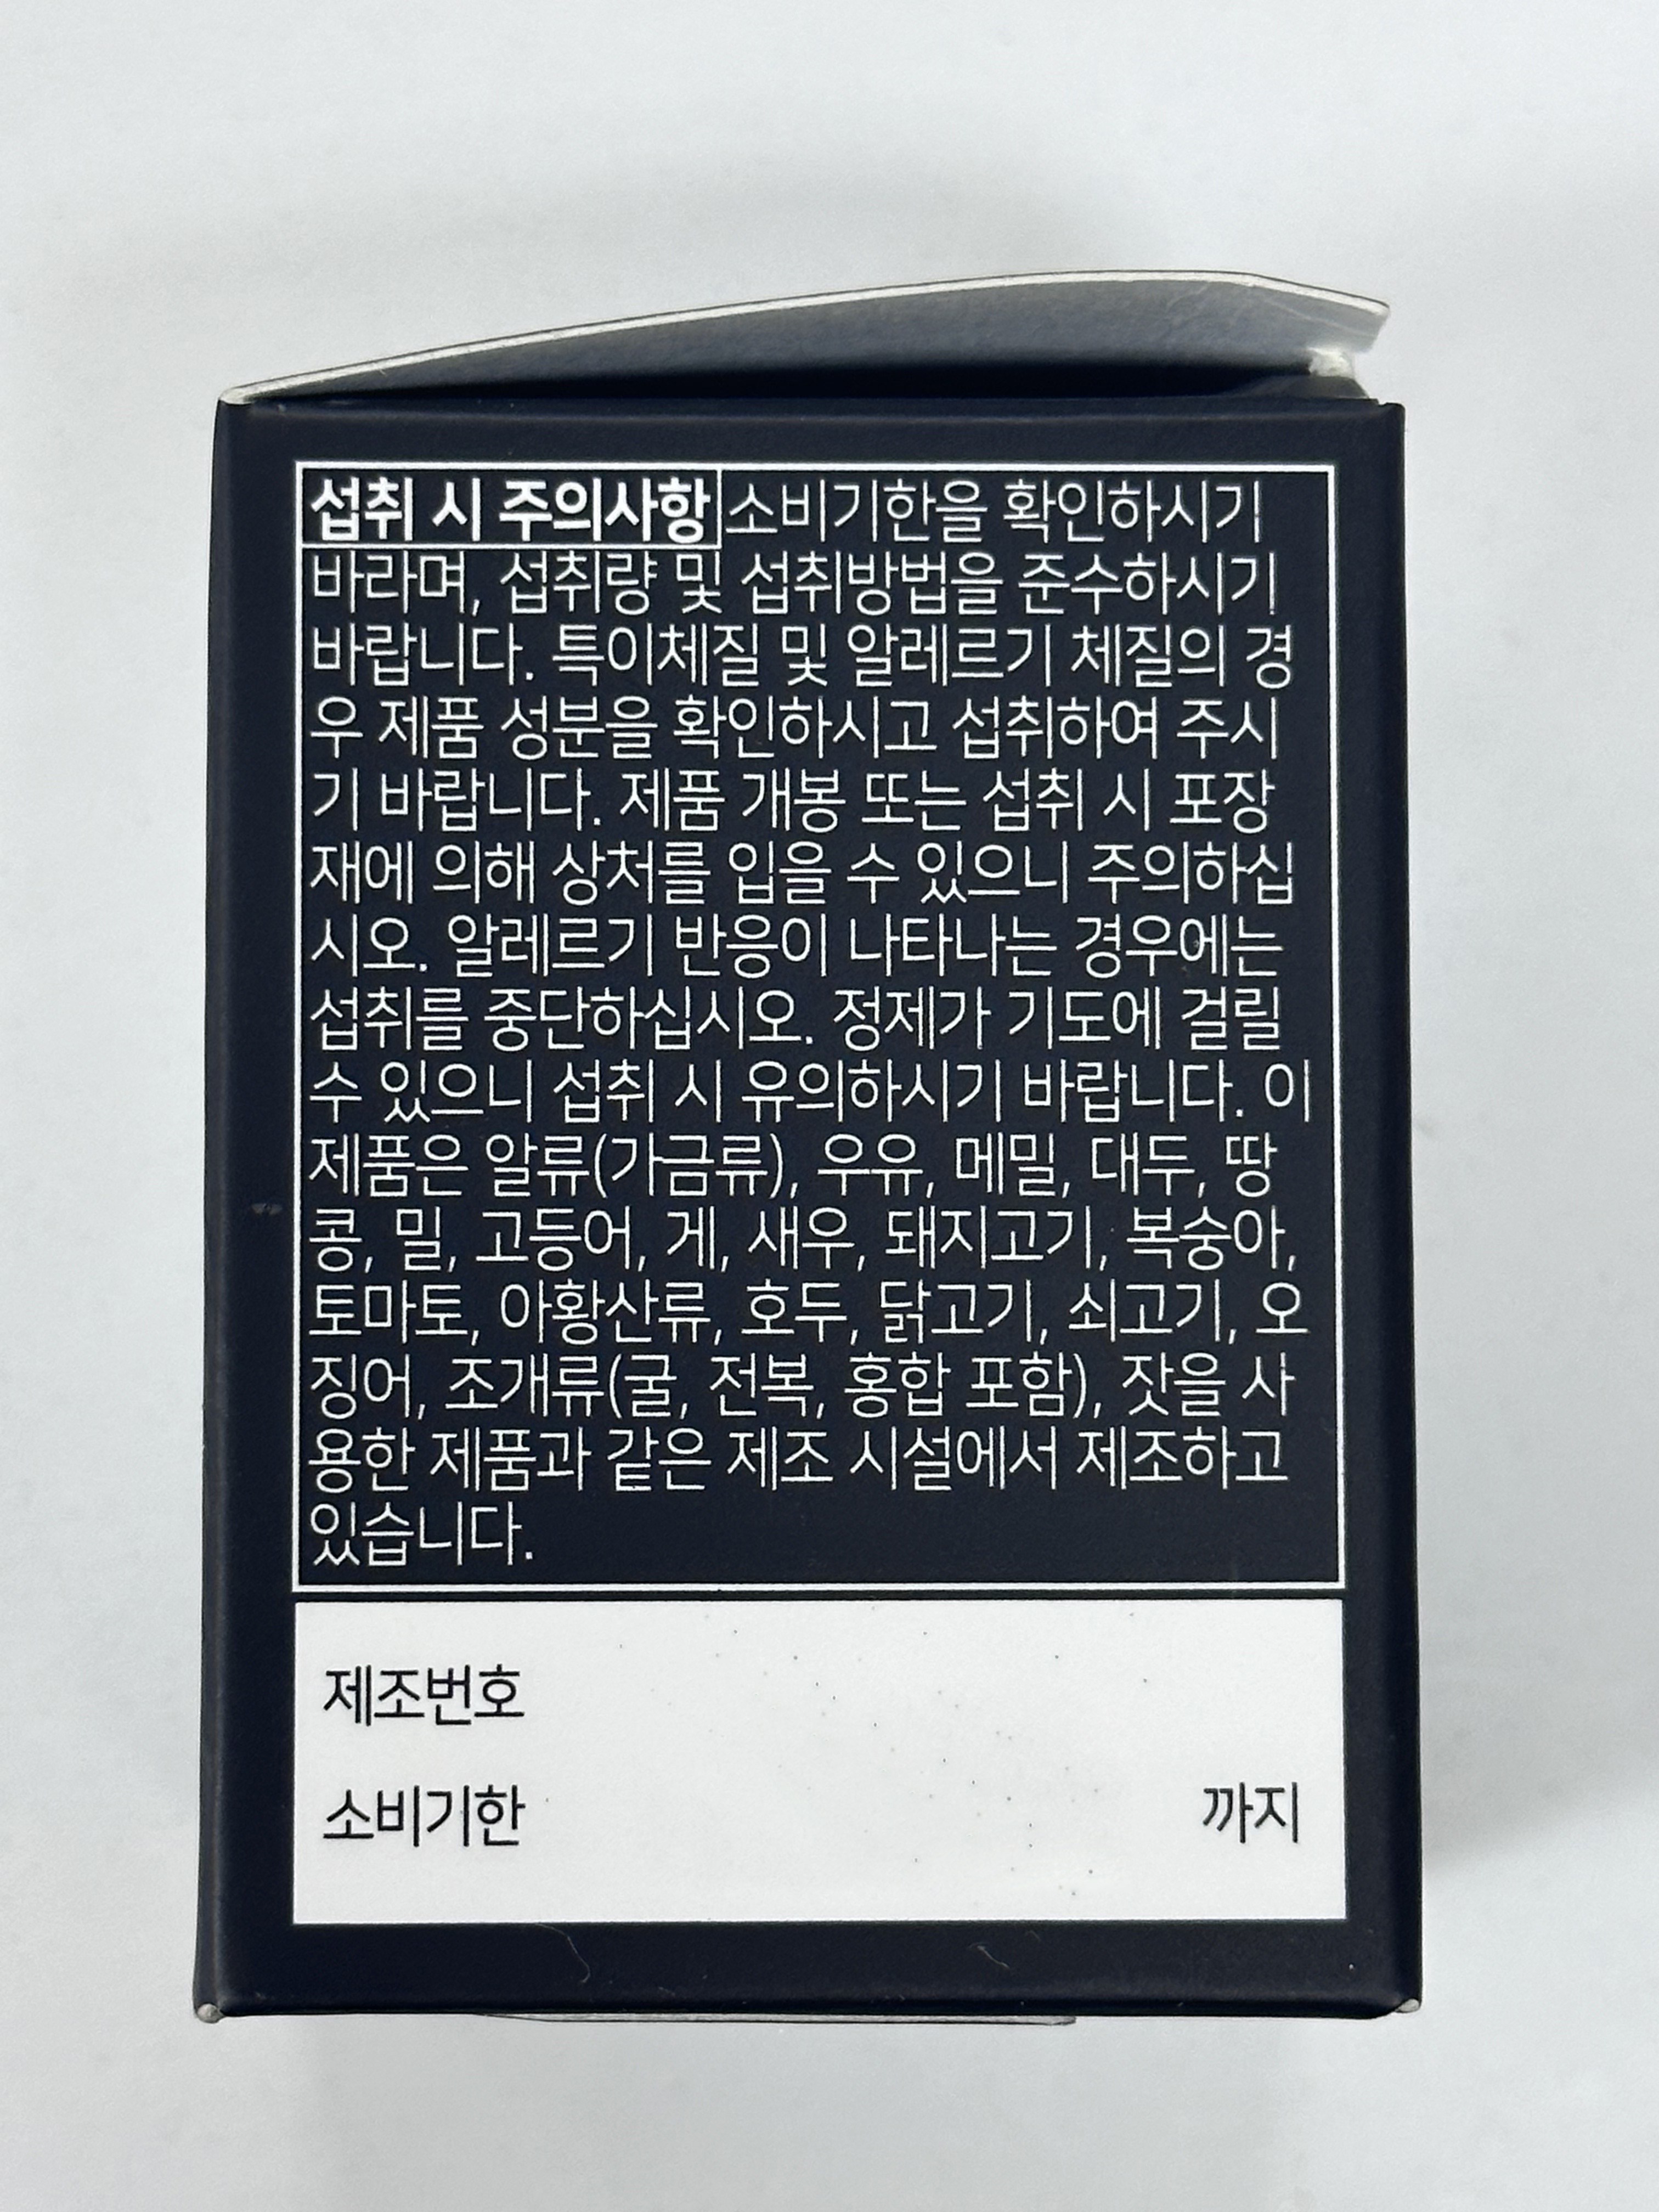 섭취 시 주의사항 소비기한을 확인하시기
바라며, 섭취량 및 섭취방법을 준수하시기
바랍니다. 특이체질 및 알레르기 체질의 경
우 제품 성분을 확인하시고 섭취하여 주시
기 바랍니다. 제품 개봉 또는 섭취 시 포장
재에 의해 상처를 입을 수 있으니 주의하십
시오. 알레르기 반응이 나타나는 경우에는
섭취를 중단하십시오. 정제가 기도에 걸릴
수 있으니 섭취 시 유의하시기 바랍니다. 이
제품은 알류(가금류), 우유, 메밀, 대두, 땅
콩, 밀, 고등어, 게, 새우, 돼지고기, 복숭아,
토마토, 아황산류, 호두, 닭고기, 쇠고기, 오
징어, 조개류(굴, 전복, 홍합 포함), 잣을 사
용한 제품과 같은 제조 시설에서 제조하고
있습니다.
제조번호
소비기한 까지